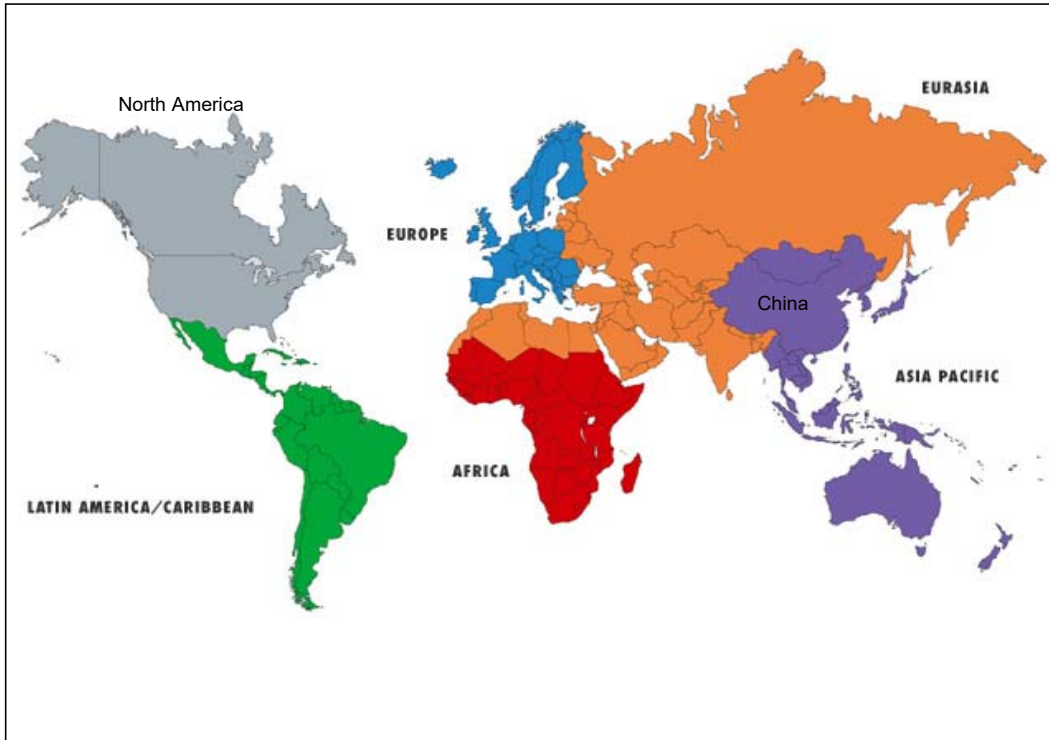 North America
EURASIA
EUROPE
China
ASIA PACIFIC
AFRICA
LATIN AMERICA/CARIBBEAN